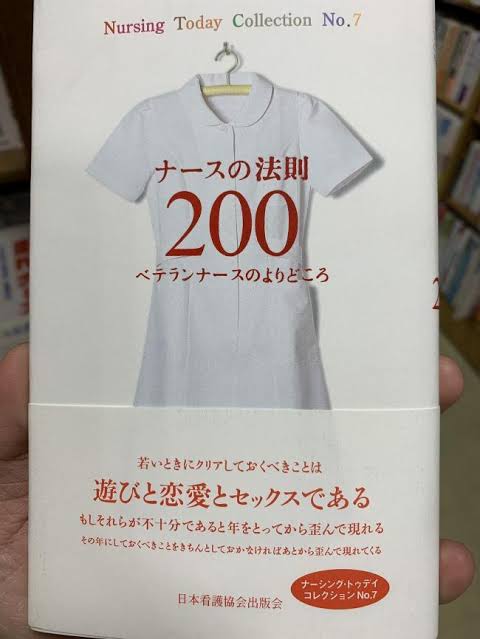 Nursing Today Collection No.7
ナースの法則
200
ベテランナースのよりどころ
2
若いときにクリアしておくべきことは
遊びと恋愛とセックスである
もしそれらが不十分であると年をとってから歪んで現れる
その年にしておくべきことをきちんとしておかなければあとから歪んで現れてくる
ナーシング・トゥデイ
コレクションNo.7
日本看護協会出版会